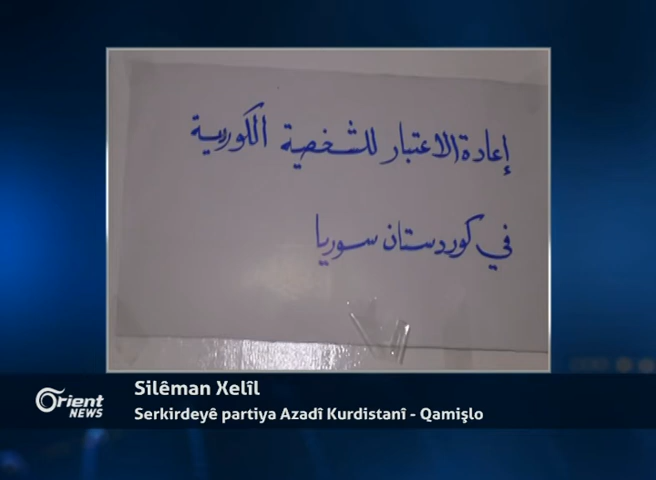 إعادة الاعتبار للشخصية الكوردية
في كوردستان سوريا
Silêman Xelîl
Orient
NEWS
Serkirdeyê partiya Azadî Kurdistanî - Qamişlo